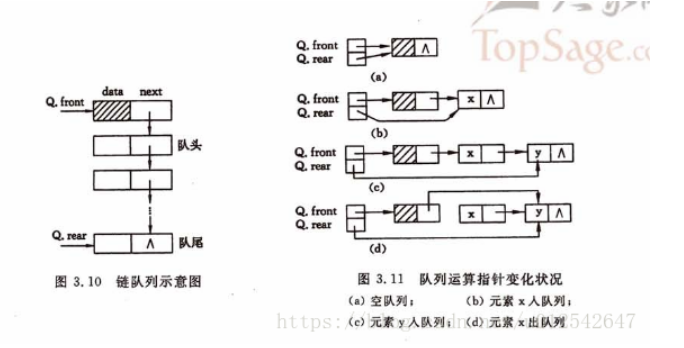 TopSage.co
data next
Q. front
队头
Q. rear
∧
队尾
图 3.10 链队列示意图
Q. front
Q. rear
∧
(a)
Q. front
Q. rear
x ∧
(b)
Q. front
Q. rear
x y ∧
(c)
Q. front
Q. rear
x y ∧
(d)
图 3.11 队列运算指针变化状况
(a) 空队列; (b) 元素 x 入队列;
(c) 元素 y 入队列; (d) 元素 x 出队列